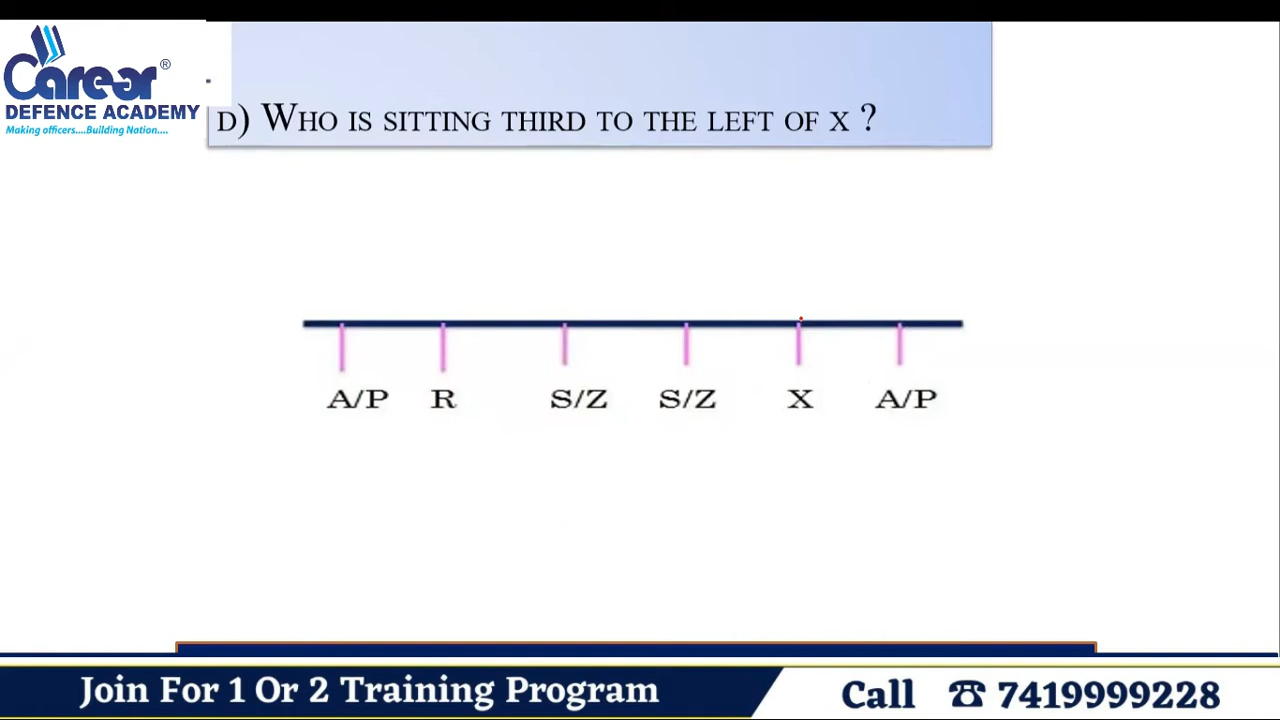 Carear®
DEFENCE ACADEMY
Making officers....Building Nation....
D) WHO IS SITTING THIRD TO THE LEFT OF X ?
A/P R S/Z S/Z X A/P
Join For 1 Or 2 Training Program
Call ☎ 7419999228